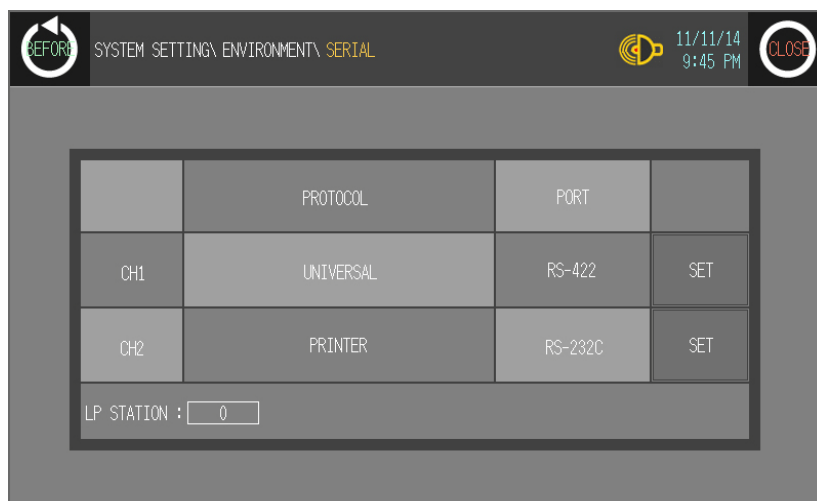 BEFORE SYSTEM SETTING\ ENVIRONMENT\ SERIAL 11/11/14 CLOSE
9:45 PM
PROTOCOL PORT
CH1 UNIVERSAL RS-422 SET
CH2 PRINTER RS-232C SET
LP STATION : 0